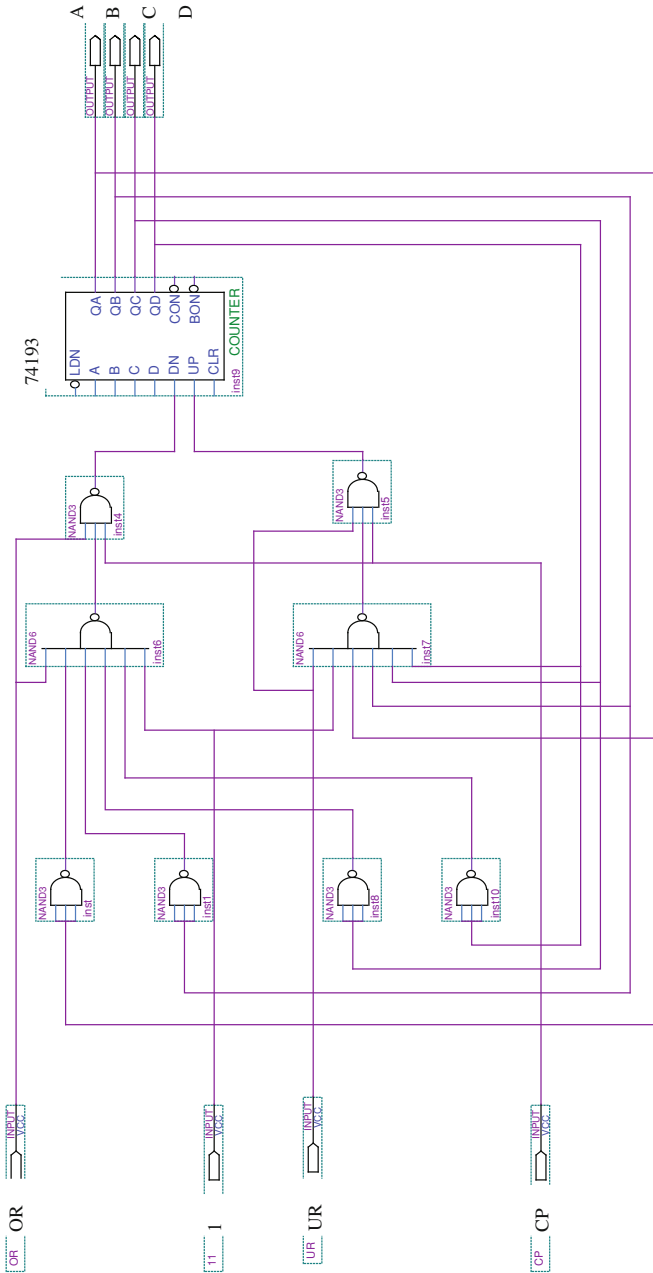 A
B
C
D
OUTPUT
OUTPUT
OUTPUT
OUTPUT
74193
LDN
A
B
C
D
DN
UP
CLR
QA
QB
QC
QD
CON
BON
inst9
COUNTER
NAND3
inst4
NAND3
inst5
NAND6
inst6
NAND6
inst7
NAND3
inst
NAND3
inst1
NAND3
inst8
NAND3
inst10
INPUT
VCC
INPUT
VCC
INPUT
VCC
INPUT
VCC
OR
OR
11
1
UR
UR
CP
CP